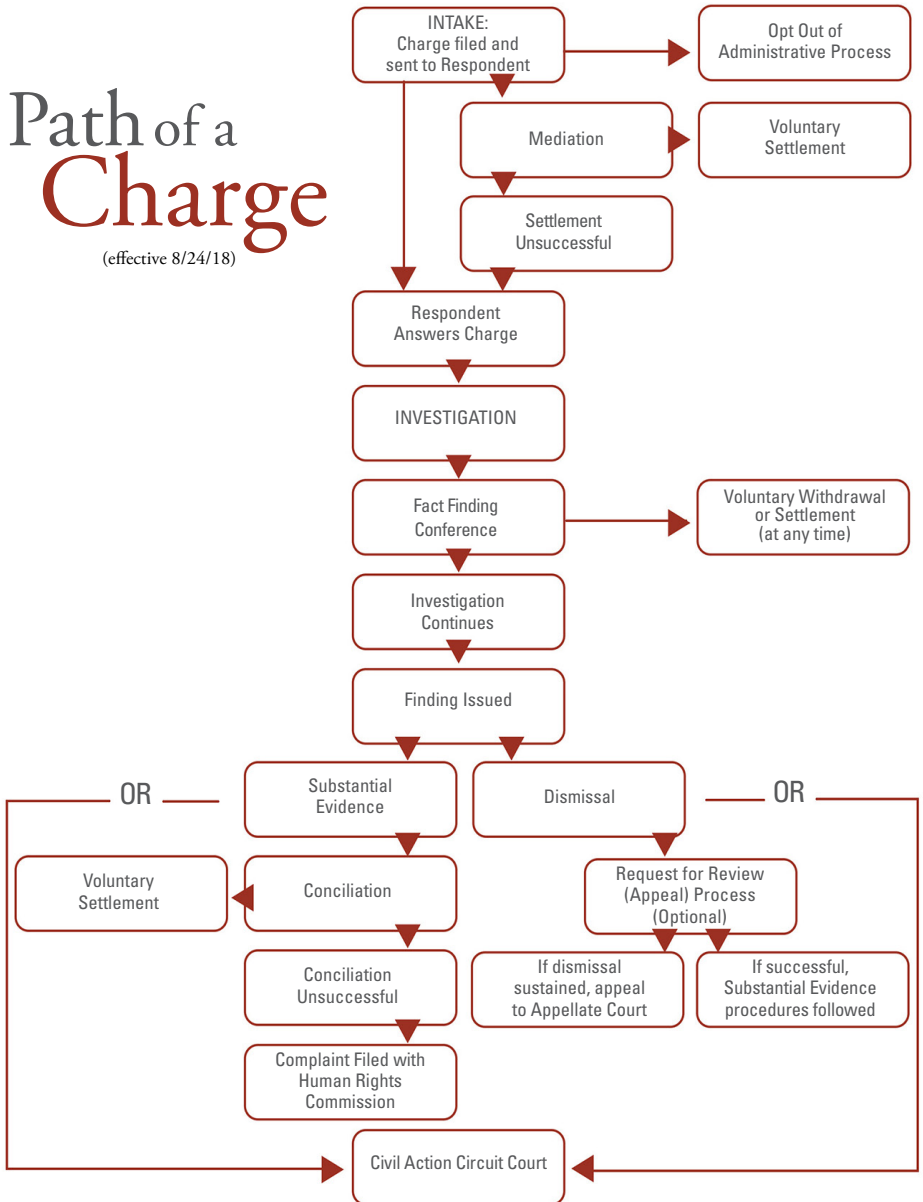 Path of a
Charge
(effective 8/24/18)
INTAKE:
Charge filed and
sent to Respondent
Opt Out of
Administrative Process
Mediation
Voluntary
Settlement
Settlement
Unsuccessful
Respondent
Answers Charge
INVESTIGATION
Fact Finding
Conference
Voluntary Withdrawal
or Settlement
(at any time)
Investigation
Continues
Finding Issued
OR
Substantial
Evidence
Dismissal
OR
Voluntary
Settlement
Conciliation
Request for Review
(Appeal) Process
(Optional)
Conciliation
Unsuccessful
If dismissal
sustained, appeal
to Appellate Court
If successful,
Substantial Evidence
procedures followed
Complaint Filed with
Human Rights
Commission
Civil Action Circuit Court